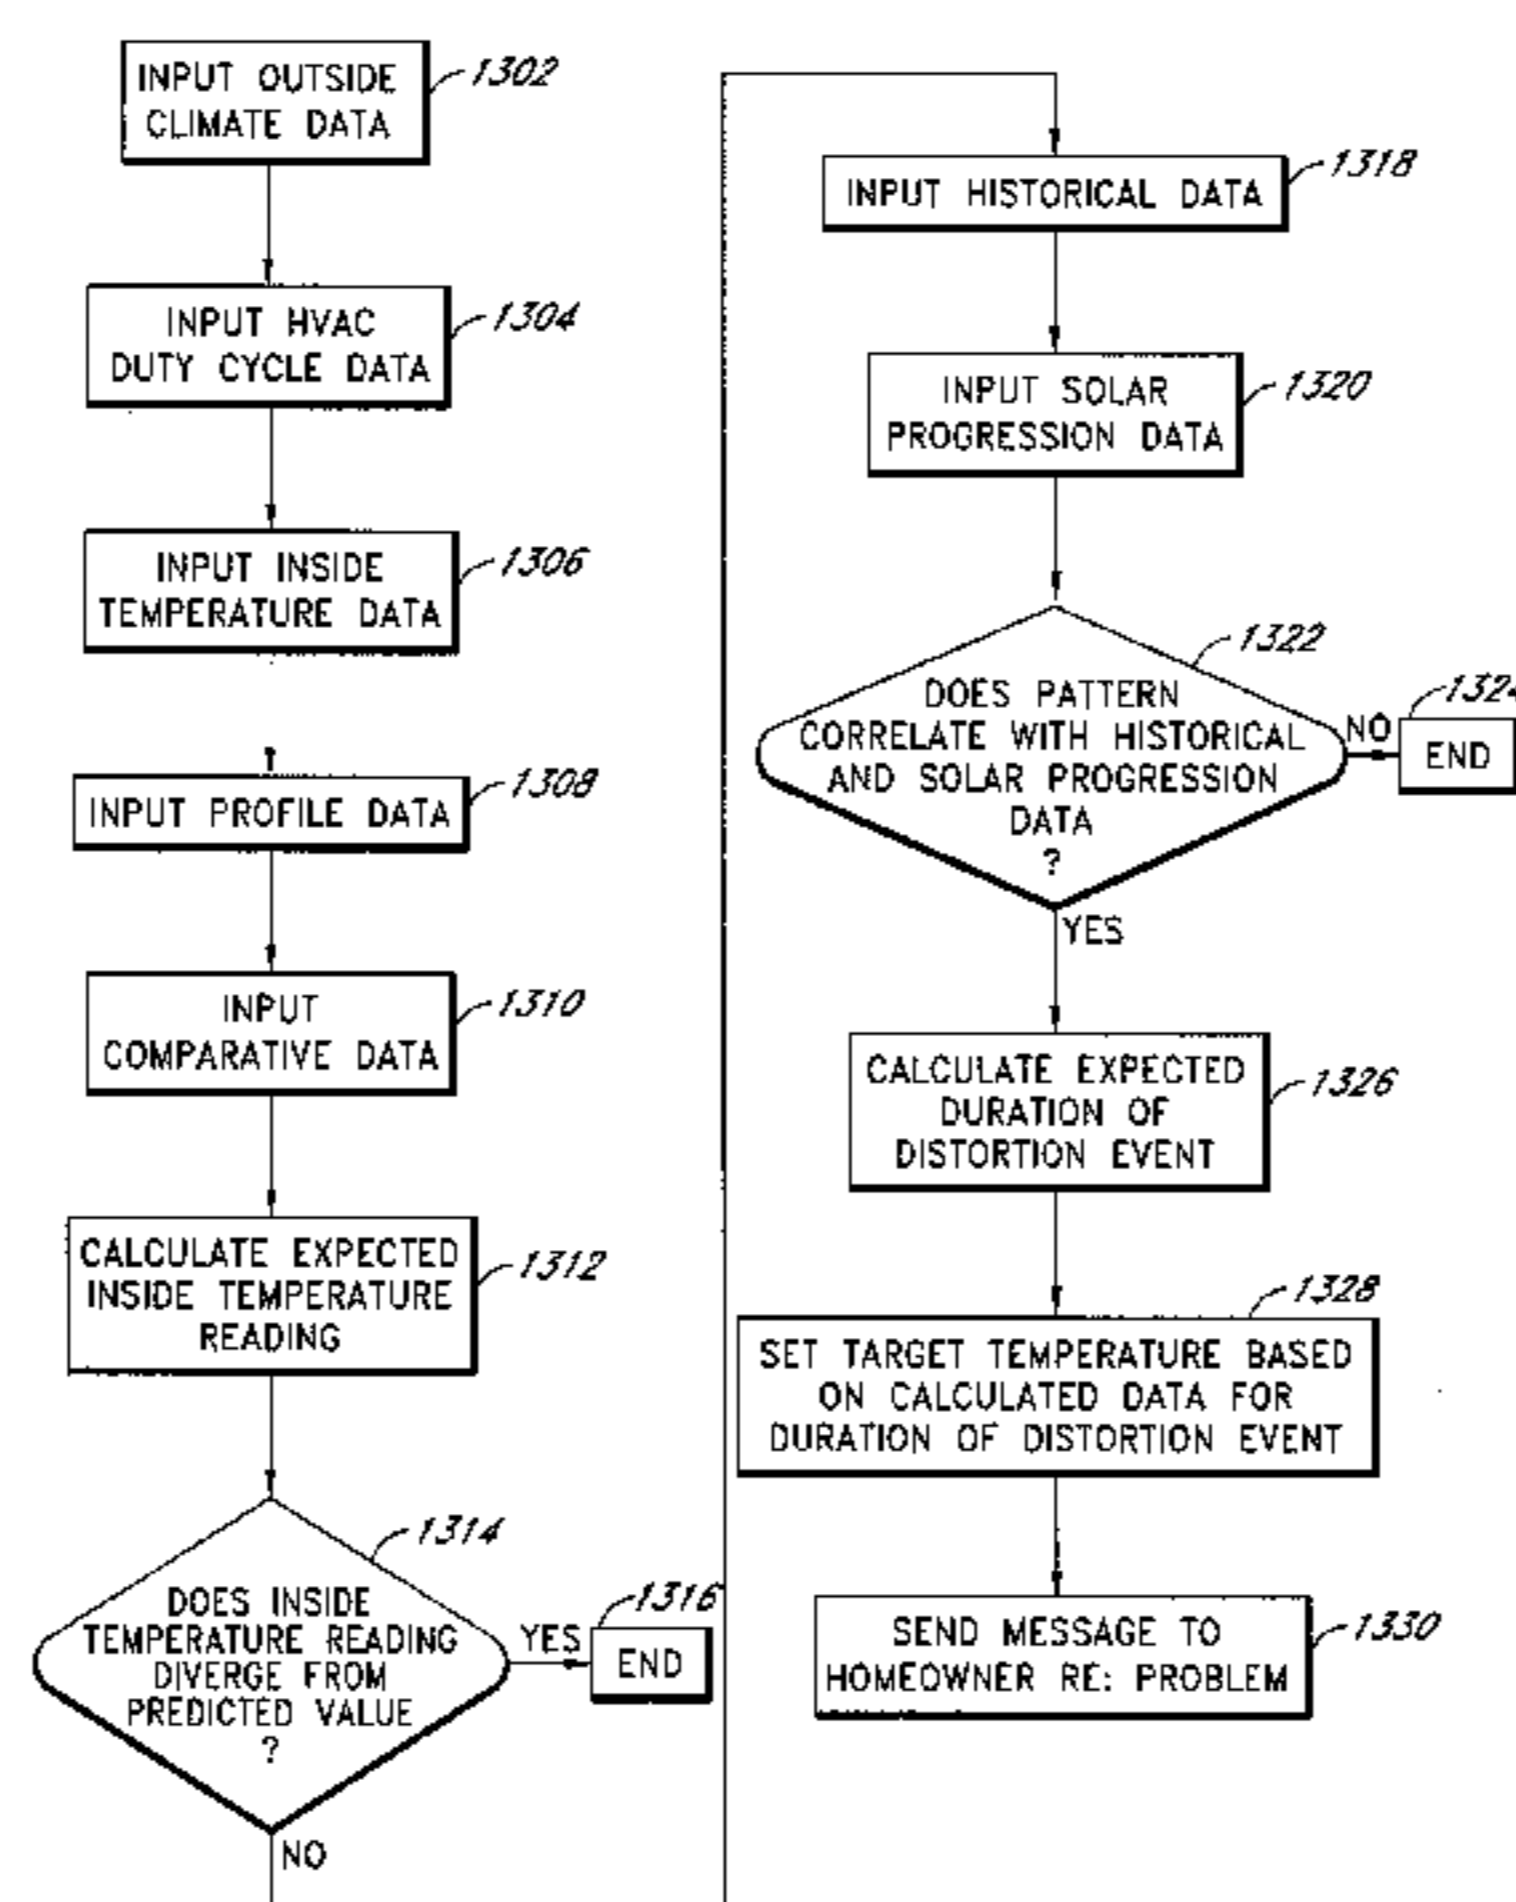 INPUT OUTSIDE
CLIMATE DATA
1302
INPUT HVAC
DUTY CYCLE DATA
1304
INPUT INSIDE
TEMPERATURE DATA
1306
INPUT PROFILE DATA
1308
INPUT
COMPARATIVE DATA
1310
CALCULATE EXPECTED
INSIDE TEMPERATURE
READING
1312
1314
DOES INSIDE
TEMPERATURE READING
DIVERGE FROM
PREDICTED VALUE
?
YES
1316
END
NO
INPUT HISTORICAL DATA
1318
INPUT SOLAR
PROGRESSION DATA
1320
1322
DOES PATTERN
CORRELATE WITH HISTORICAL
AND SOLAR PROGRESSION
DATA
?
NO
1324
END
YES
CALCULATE EXPECTED
DURATION OF
DISTORTION EVENT
1326
1328
SET TARGET TEMPERATURE BASED
ON CALCULATED DATA FOR
DURATION OF DISTORTION EVENT
SEND MESSAGE TO
HOMEOWNER RE: PROBLEM
1330